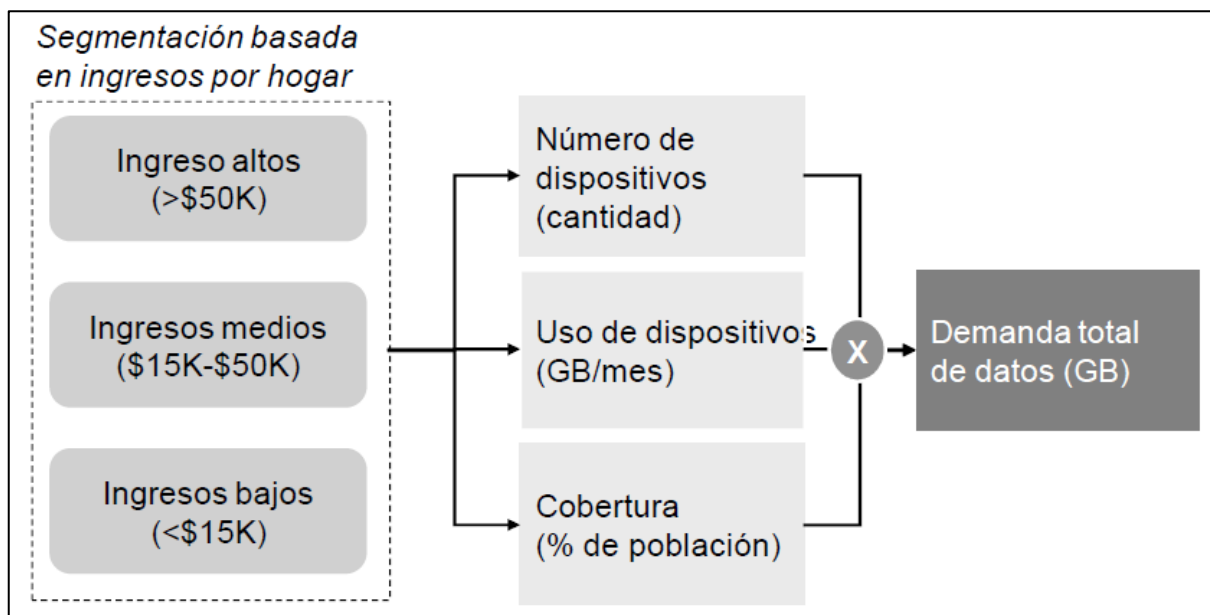 Segmentación basada
en ingresos por hogar
Ingreso altos
(>$50K)
Ingresos medios
($15K-$50K)
Ingresos bajos
(<$15K)
Número de
dispositivos
(cantidad)
Uso de dispositivos
(GB/mes)
Cobertura
(% de población)
X
Demanda total
de datos (GB)